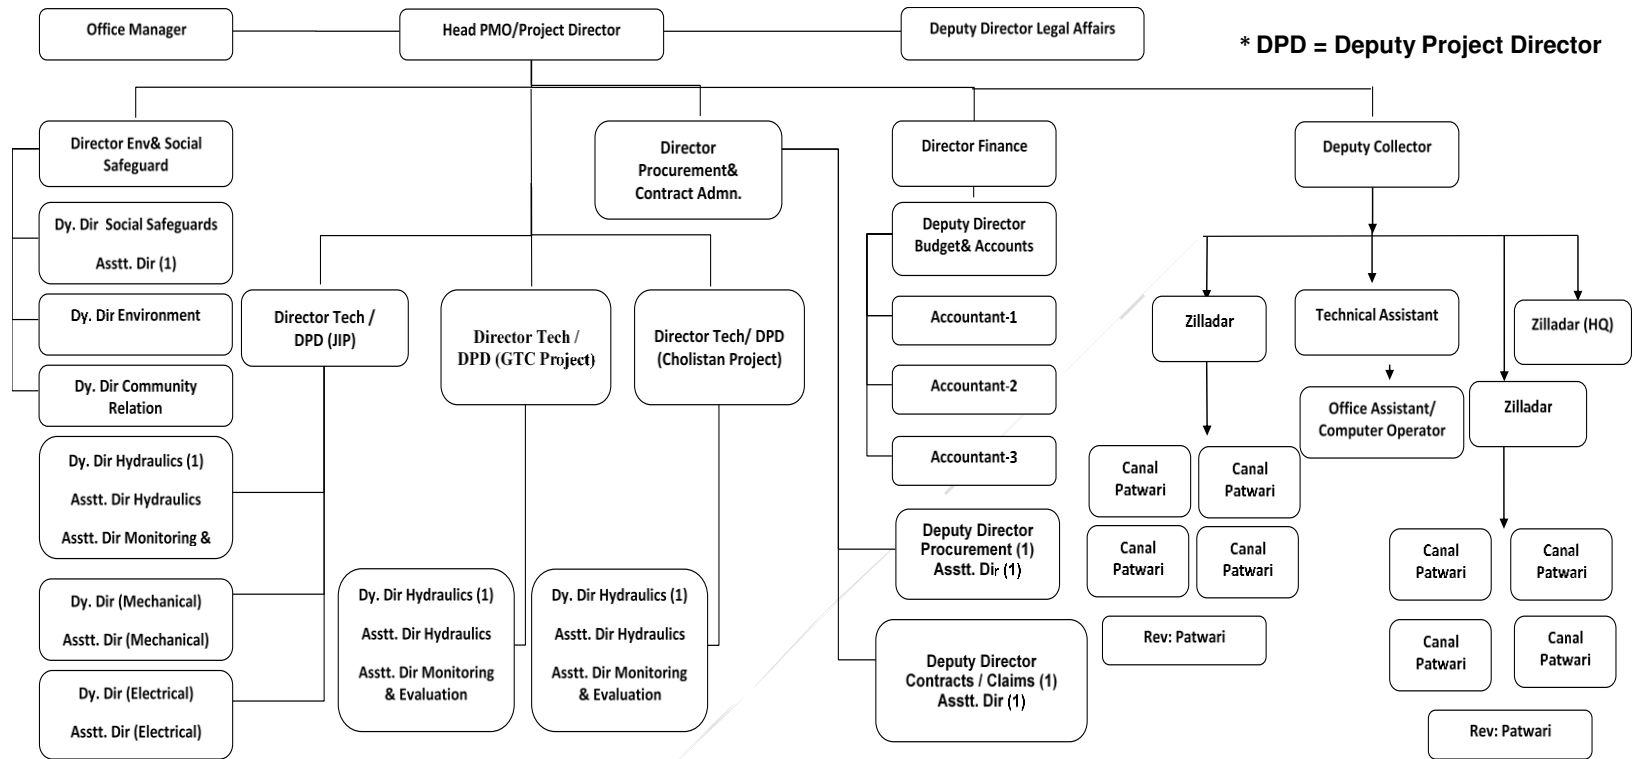 Office Manager
Head PMO/Project Director
Deputy Director Legal Affairs
* DPD = Deputy Project Director
Director Env& Social
Safeguard
Dy. Dir Social Safeguards
Asstt. Dir (1)
Dy. Dir Environment
Dy. Dir Community
Relation
Director Tech /
DPD (JIP)
Dy. Dir Hydraulics (1)
Asstt. Dir Hydraulics
Asstt. Dir Monitoring &
Dy. Dir (Mechanical)
Asstt. Dir (Mechanical)
Dy. Dir (Electrical)
Asstt. Dir (Electrical)
Director Tech /
DPD (GTC Project)
Dy. Dir Hydraulics (1)
Asstt. Dir Hydraulics
Asstt. Dir Monitoring
& Evaluation
Director Tech/ DPD
(Cholistan Project)
Dy. Dir Hydraulics (1)
Asstt. Dir Hydraulics
Asstt. Dir Monitoring
& Evaluation
Director
Procurement&
Contract Admn.
Deputy Director
Procurement (1)
Asstt. Dir (1)
Deputy Director
Contracts / Claims (1)
Asstt. Dir (1)
Director Finance
Deputy Director
Budget& Accounts
Accountant-1
Accountant-2
Accountant-3
Deputy Collector
Zilladar
Canal
Patwari
Canal
Patwari
Canal
Patwari
Canal
Patwari
Rev: Patwari
Technical Assistant
Office Assistant/
Computer Operator
Zilladar
Canal
Patwari
Canal
Patwari
Canal
Patwari
Canal
Patwari
Rev: Patwari
Zilladar (HQ)